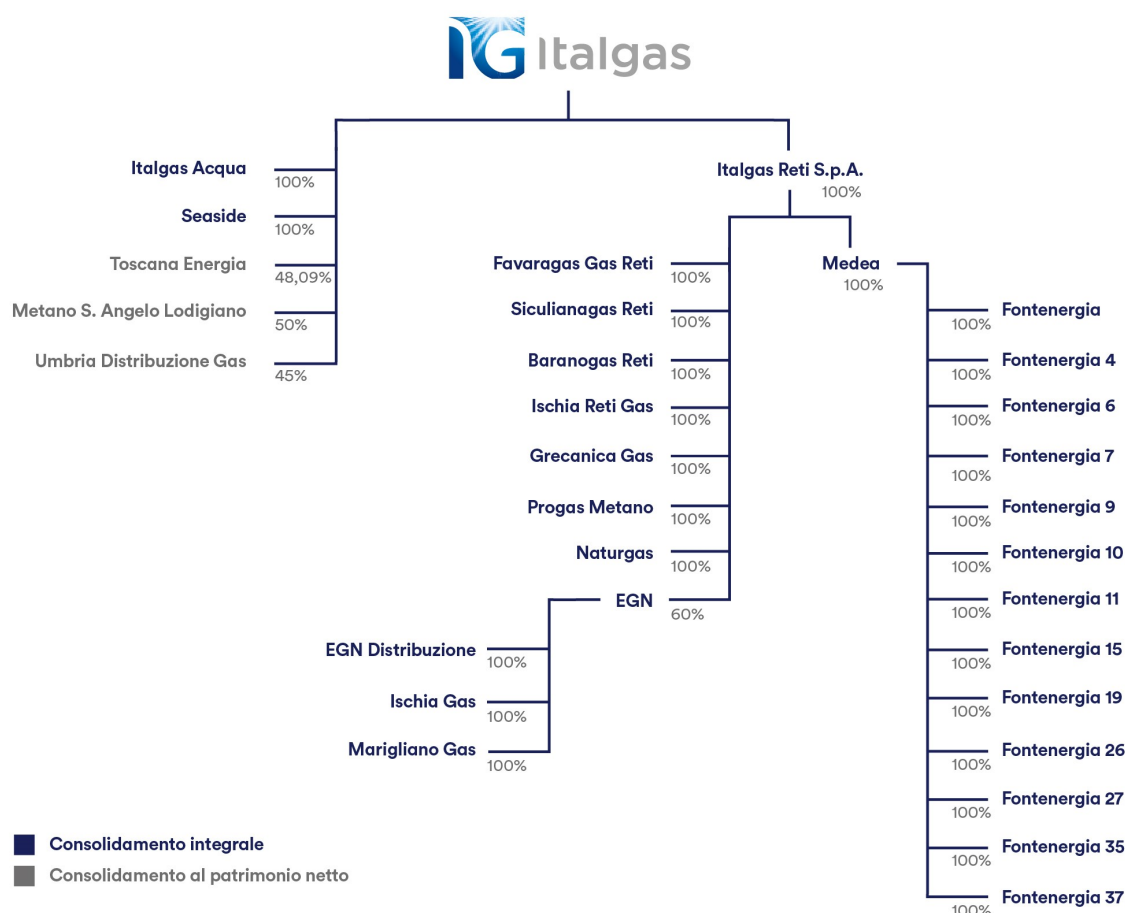 IG Italgas
Italgas Acqua
100%
Seaside
100%
Toscana Energia
48,09%
Metano S. Angelo Lodigiano
50%
Umbria Distribuzione Gas
45%
Italgas Reti S.p.A.
100%
Favaragas Gas Reti
100%
Siculianagas Reti
100%
Baranogas Reti
100%
Ischia Reti Gas
100%
Grecanica Gas
100%
Progas Metano
100%
Naturgas
100%
EGN
60%
EGN Distribuzione
100%
Ischia Gas
100%
Marigliano Gas
100%
Medea
100%
Fontenergia
100%
Fontenergia 4
100%
Fontenergia 6
100%
Fontenergia 7
100%
Fontenergia 9
100%
Fontenergia 10
100%
Fontenergia 11
100%
Fontenergia 15
100%
Fontenergia 19
100%
Fontenergia 26
100%
Fontenergia 27
100%
Fontenergia 35
100%
Fontenergia 37
100%
Consolidamento integrale
Consolidamento al patrimonio netto